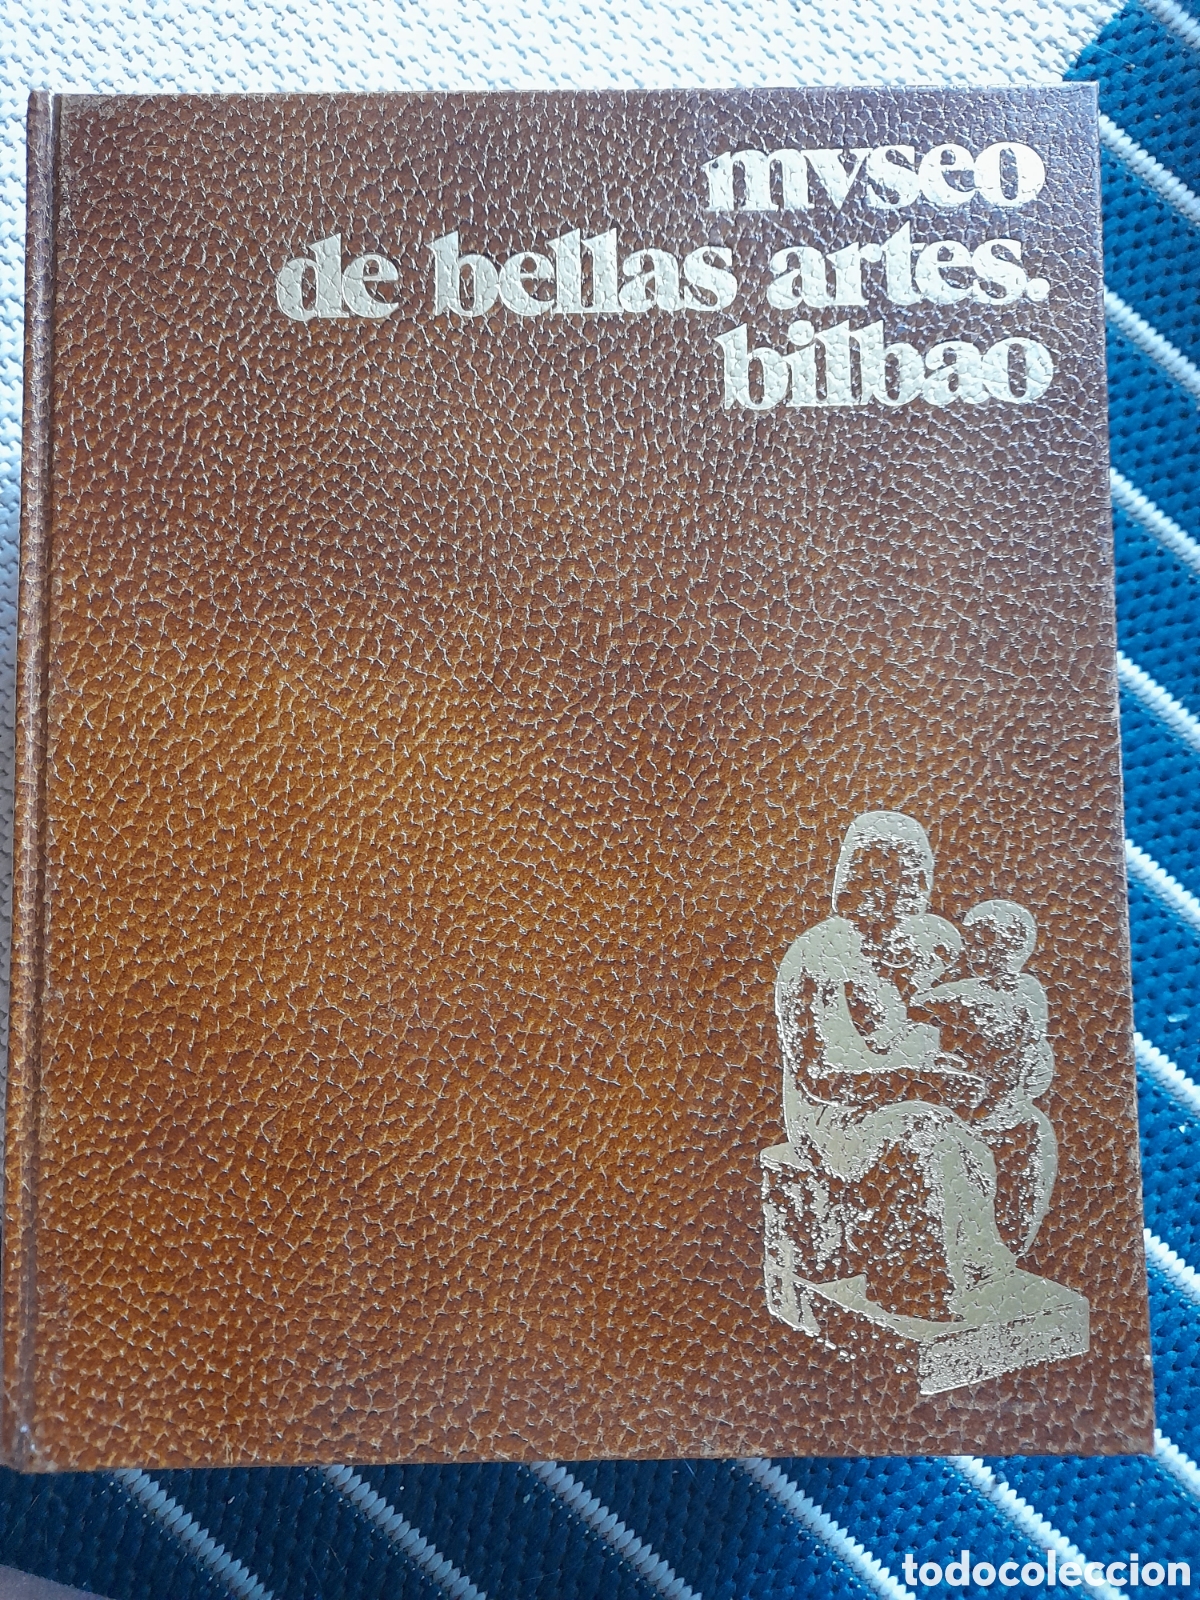 mvseo
de bellas artes.
bilbao
todocoleccion